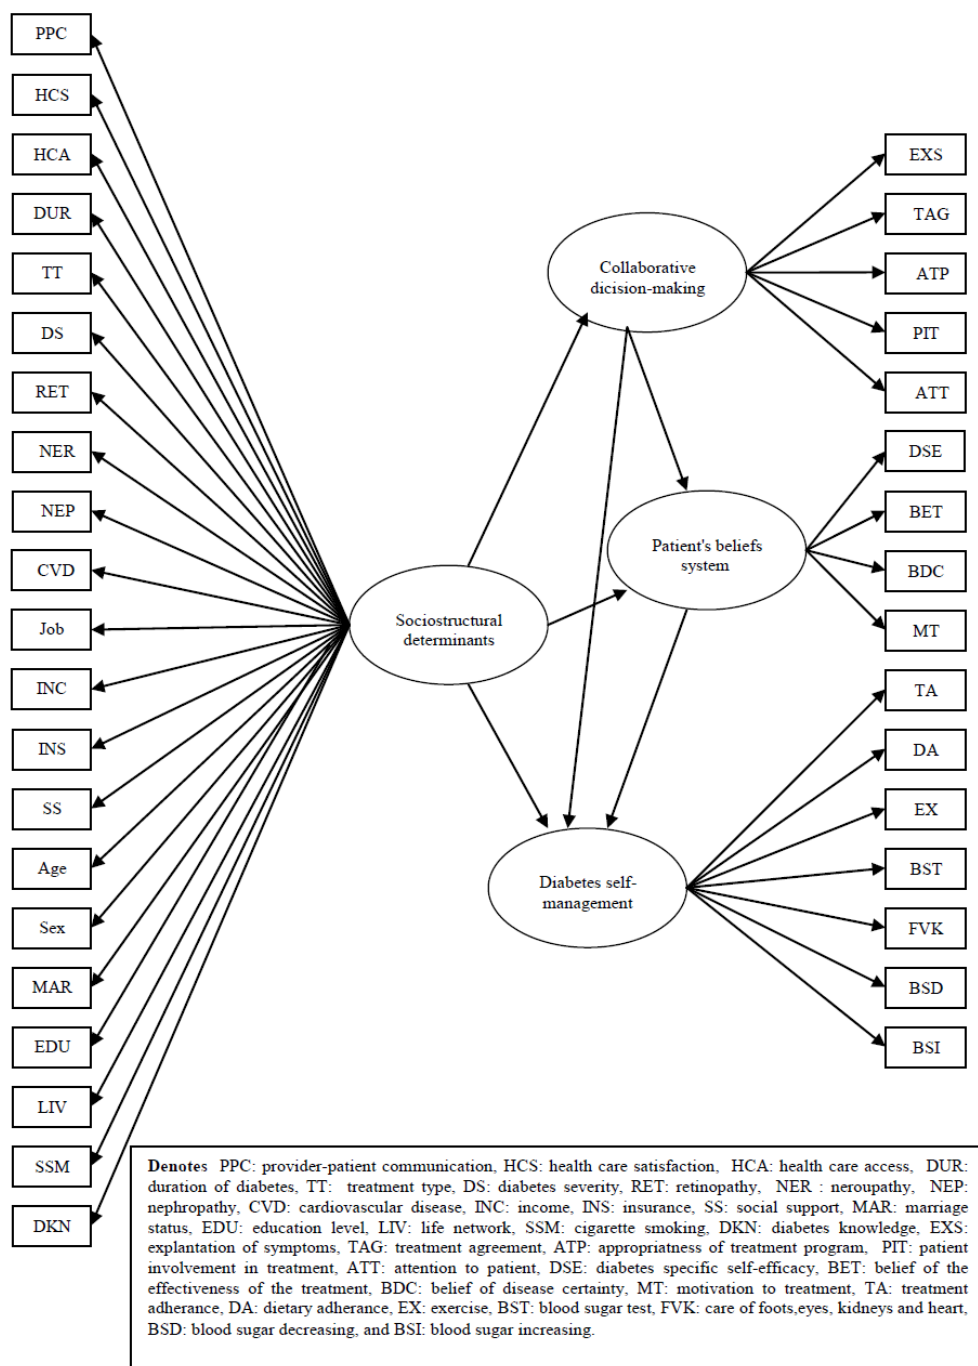 PPC
HCS
HCA
DUR
TT
DS
RET
NER
NEP
CVD
Job
INC
INS
SS
Age
Sex
MAR
EDU
LIV
SSM
DKN
Sociostructural
determinants
Collaborative
dicision-making
Patient's beliefs
system
Diabetes self-
management
EXS
TAG
ATP
PIT
ATT
DSE
BET
BDC
MT
TA
DA
EX
BST
FVK
BSD
BSI
Denotes PPC: provider-patient communication, HCS: health care satisfaction, HCA: health care access, DUR:
duration of diabetes, TT: treatment type, DS: diabetes severity, RET: retinopathy, NER : neroupathy, NEP:
nephropathy, CVD: cardiovascular disease, INC: income, INS: insurance, SS: social support, MAR: marriage
status, EDU: education level, LIV: life network, SSM: cigarette smoking, DKN: diabetes knowledge, EXS:
explantation of symptoms, TAG: treatment agreement, ATP: appropriatness of treatment program, PIT: patient
involvement in treatment, ATT: attention to patient, DSE: diabetes specific self-efficacy, BET: belief of the
effectiveness of the treatment, BDC: belief of disease certainty, MT: motivation to treatment, TA: treatment
adherance, DA: dietary adherance, EX: exercise, BST: blood sugar test, FVK: care of foots,eyes, kidneys and heart,
BSD: blood sugar decreasing, and BSI: blood sugar increasing.